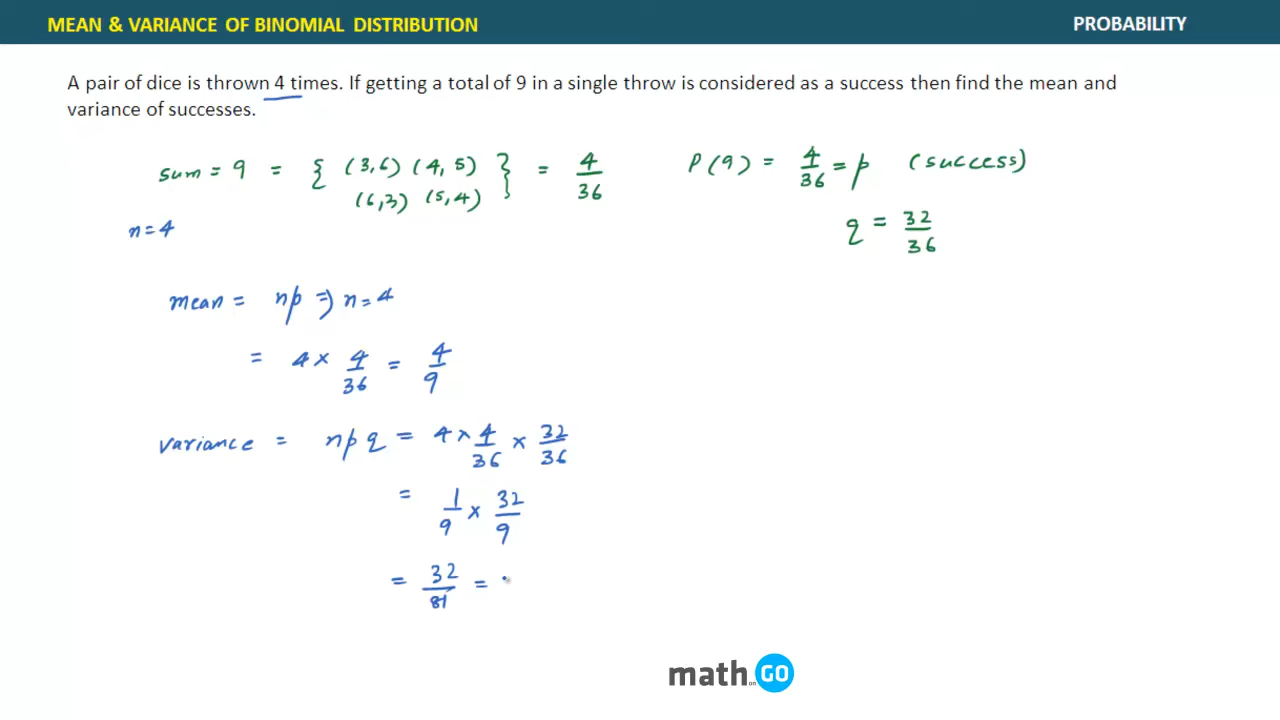 MEAN & VARIANCE OF BINOMIAL DISTRIBUTION
PROBABILITY
A pair of dice is thrown 4 times. If getting a total of 9 in a single throw is considered as a success then find the mean and
variance of successes.
sum = 9 = { (3,6) (4, 5) (6,3) (5,4) } = 4/36
P(9) = 4/36 = p (success)
n = 4
q = 32/36
mean = np => n = 4
= 4 × 4/36 = 4/9
variance = npq = 4 × 4/36 × 32/36
= 1/9 × 32/9
= 32/81 =
math on GO